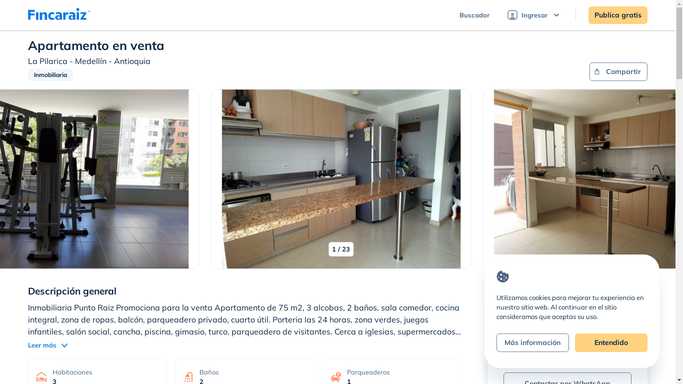 Fincaraiz
Buscador
Ingresar
Publica gratis
Apartamento en venta
La Pilarica - Medellín - Antioquia
Inmobiliaria
Compartir
1 / 23
Descripción general
Inmobiliaria Punto Raiz Promociona para la venta Apartamento de 75 m2, 3 alcobas, 2 baños, sala comedor, cocina
integral, zona de ropas, balcón, parqueadero privado, cuarto útil. Porteria las 24 horas, zona verdes, juegos
infantiles, salón social, cancha, piscina, gimasio, turco, parqueadero de visitantes. Cerca a iglesias, supermercados...
Leer más
Habitaciones
3
Baños
2
Parqueaderos
1
Utilizamos cookies para mejorar tu experiencia en
nuestro sitio web. Al continuar en el sitio
consideramos que aceptas su uso.
Más información
Entendido
Contactar por WhatsApp